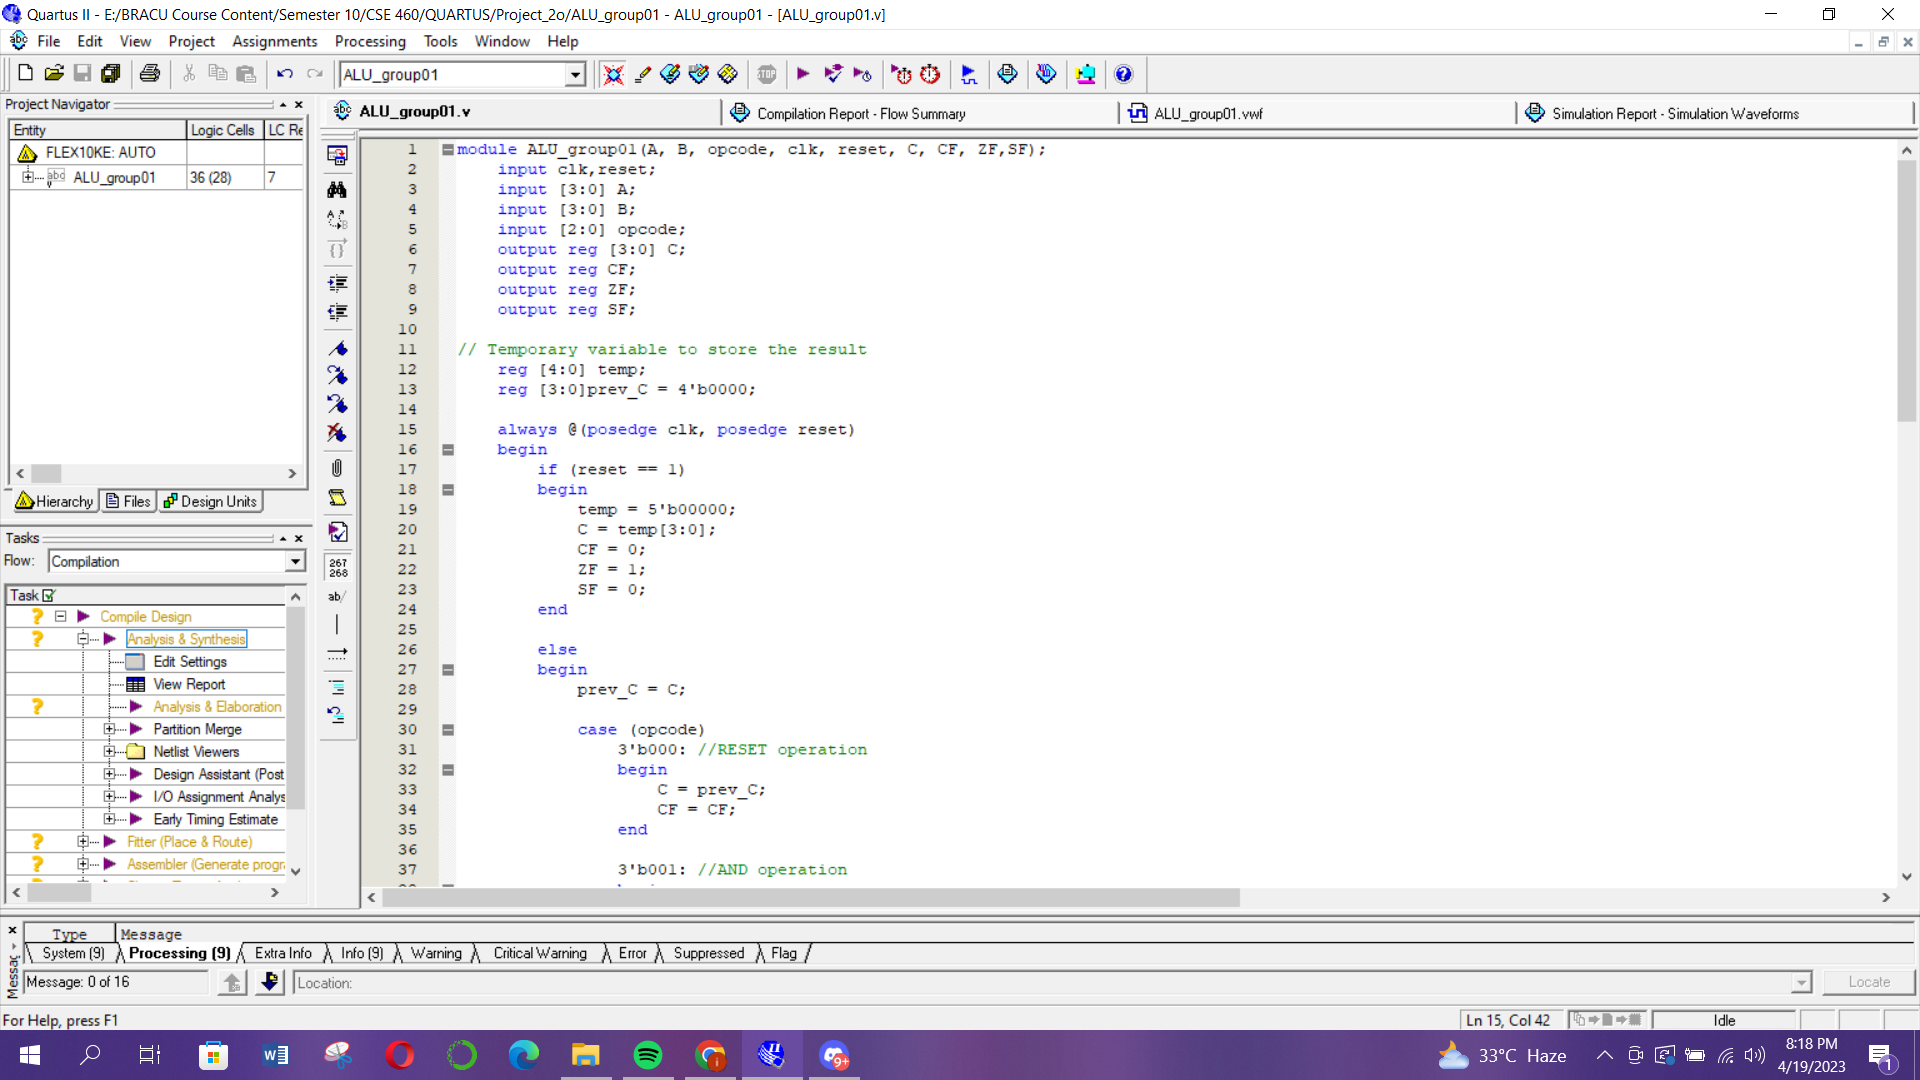 Quartus II - E:/BRACU Course Content/Semester 10/CSE 460/QUARTUS/Project_2o/ALU_group01 - ALU_group01 - [ALU_group01.v]
File Edit View Project Assignments Processing Tools Window Help
ALU_group01
STOP
Project Navigator
Entity Logic Cells LC Re
FLEX10KE: AUTO
ALU_group01 36 (28) 7
Hierarchy Files Design Units
Tasks
Flow: Compilation
Task
Compile Design
Analysis & Synthesis
Edit Settings
View Report
Analysis & Elaboration
Partition Merge
Netlist Viewers
Design Assistant (Post
I/O Assignment Analys
Early Timing Estimate
Fitter (Place & Route)
Assembler (Generate progr
ALU_group01.v Compilation Report - Flow Summary ALU_group01.vwf Simulation Report - Simulation Waveforms
267
268
ab/
1 module ALU_group01(A, B, opcode, clk, reset, C, CF, ZF,SF);
2 input clk,reset;
3 input [3:0] A;
4 input [3:0] B;
5 input [2:0] opcode;
6 output reg [3:0] C;
7 output reg CF;
8 output reg ZF;
9 output reg SF;
10
11 // Temporary variable to store the result
12 reg [4:0] temp;
13 reg [3:0]prev_C = 4'b0000;
14
15 always @(posedge clk, posedge reset)
16 begin
17 if (reset == 1)
18 begin
19 temp = 5'b00000;
20 C = temp[3:0];
21 CF = 0;
22 ZF = 1;
23 SF = 0;
24 end
25
26 else
27 begin
28 prev_C = C;
29
30 case (opcode)
31 3'b000: //RESET operation
32 begin
33 C = prev_C;
34 CF = CF;
35 end
36
37 3'b001: //AND operation
Type Message
System (9) Processing (9) Extra Info Info (9) Warning Critical Warning Error Suppressed Flag
Messag
Message: 0 of 16 Location: Locate
For Help, press F1 Ln 15, Col 42 Idle
9+
33°C Haze
8:18 PM
4/19/2023
1